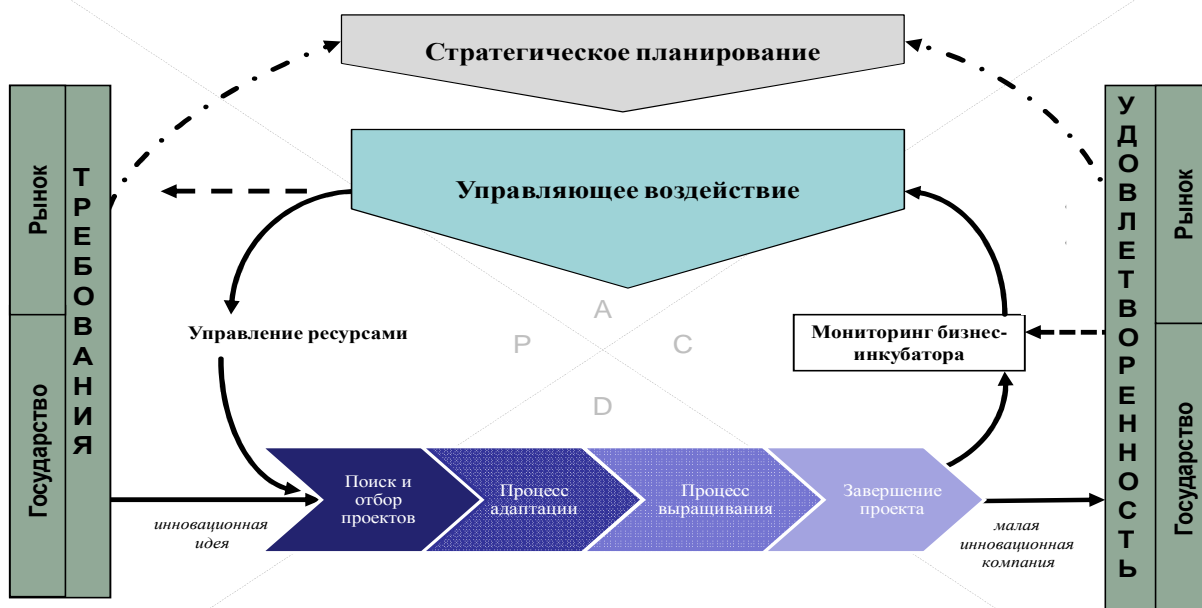 Стратегическое планирование
Управляющее воздействие
Рынок
Государство
ТРЕБОВАНИЯ
Управление ресурсами
A
P
C
D
Мониторинг бизнес-
инкубатора
УДОВЛЕТВОРЕННОСТЬ
Рынок
Государство
Поиск и
отбор
проектов
Процесс
адаптации
Процесс
выращивания
Завершение
проекта
инновационная
идея
малая
инновационная
компания